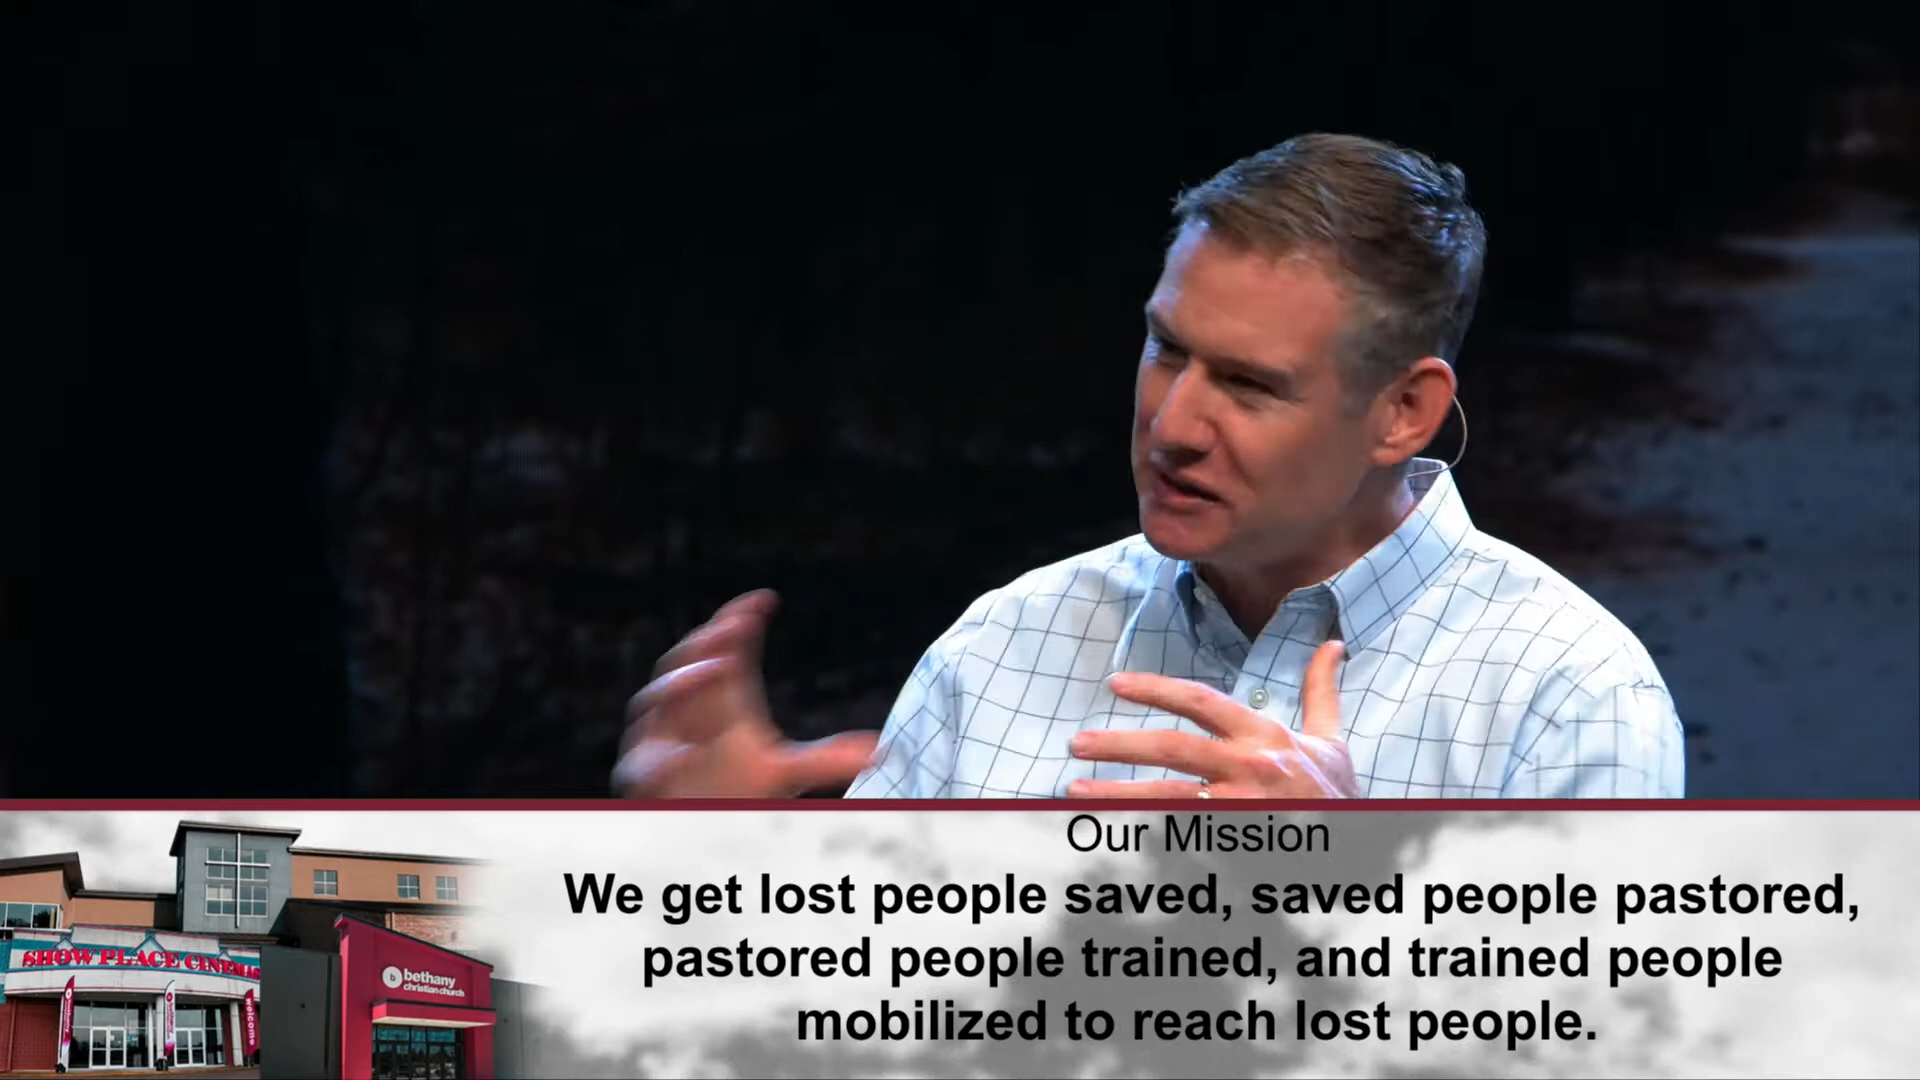 Our Mission
We get lost people saved, saved people pastored,
pastored people trained, and trained people
mobilized to reach lost people.
SHOW PLACE CINEMAS
b bethany
christian church
welcome